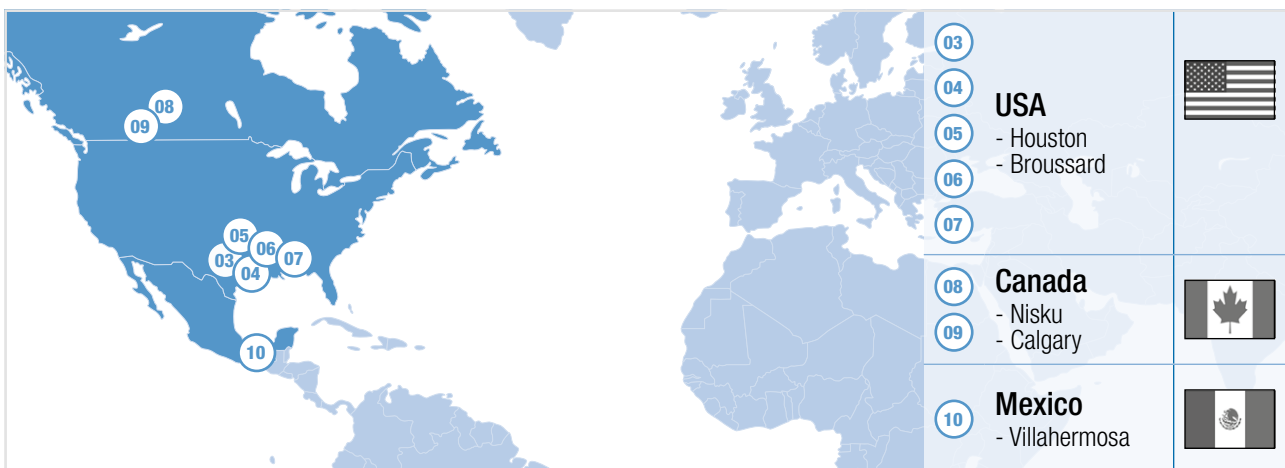 08
09
05
06
03
07
04
10
03
04
05
06
07
USA
- Houston
- Broussard
08
09
Canada
- Nisku
- Calgary
10
Mexico
- Villahermosa